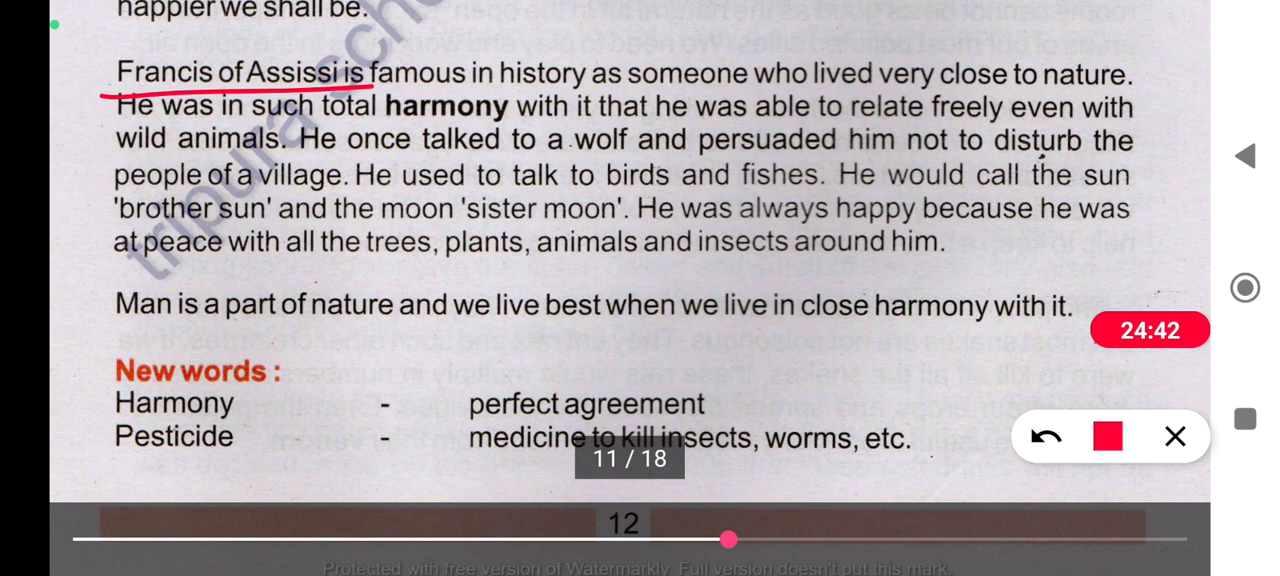 happier we shall be.
Francis of Assissi is famous in history as someone who lived very close to nature.
He was in such total harmony with it that he was able to relate freely even with
wild animals. He once talked to a wolf and persuaded him not to disturb the
people of a village. He used to talk to birds and fishes. He would call the sun
'brother sun' and the moon 'sister moon'. He was always happy because he was
at peace with all the trees, plants, animals and insects around him.
Man is a part of nature and we live best when we live in close harmony with it.
24:42
New words :
Harmony - perfect agreement
Pesticide - medicine to kill insects, worms, etc.
11 / 18
12
Protected with free version of Watermarkly. Full version doesn't put this mark.
tripura